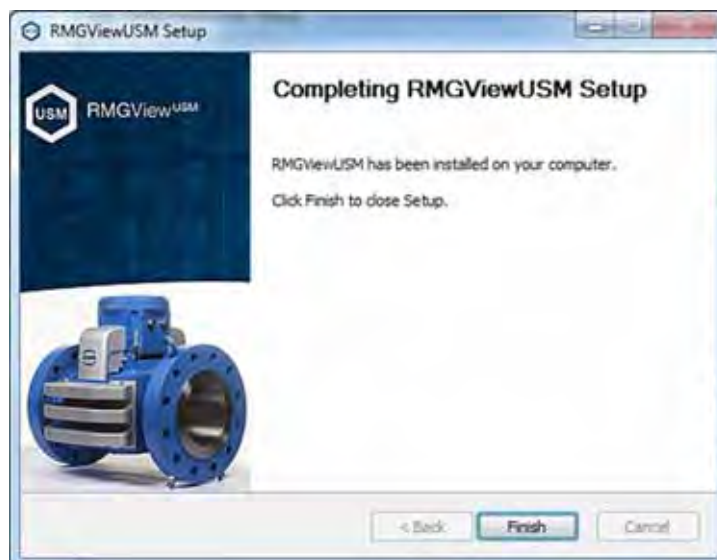 RMGViewUSM Setup
USM RMGViewUSM
Completing RMGViewUSM Setup
RMGViewUSM has been installed on your computer.
Click Finish to close Setup.
< Back Finish Cancel